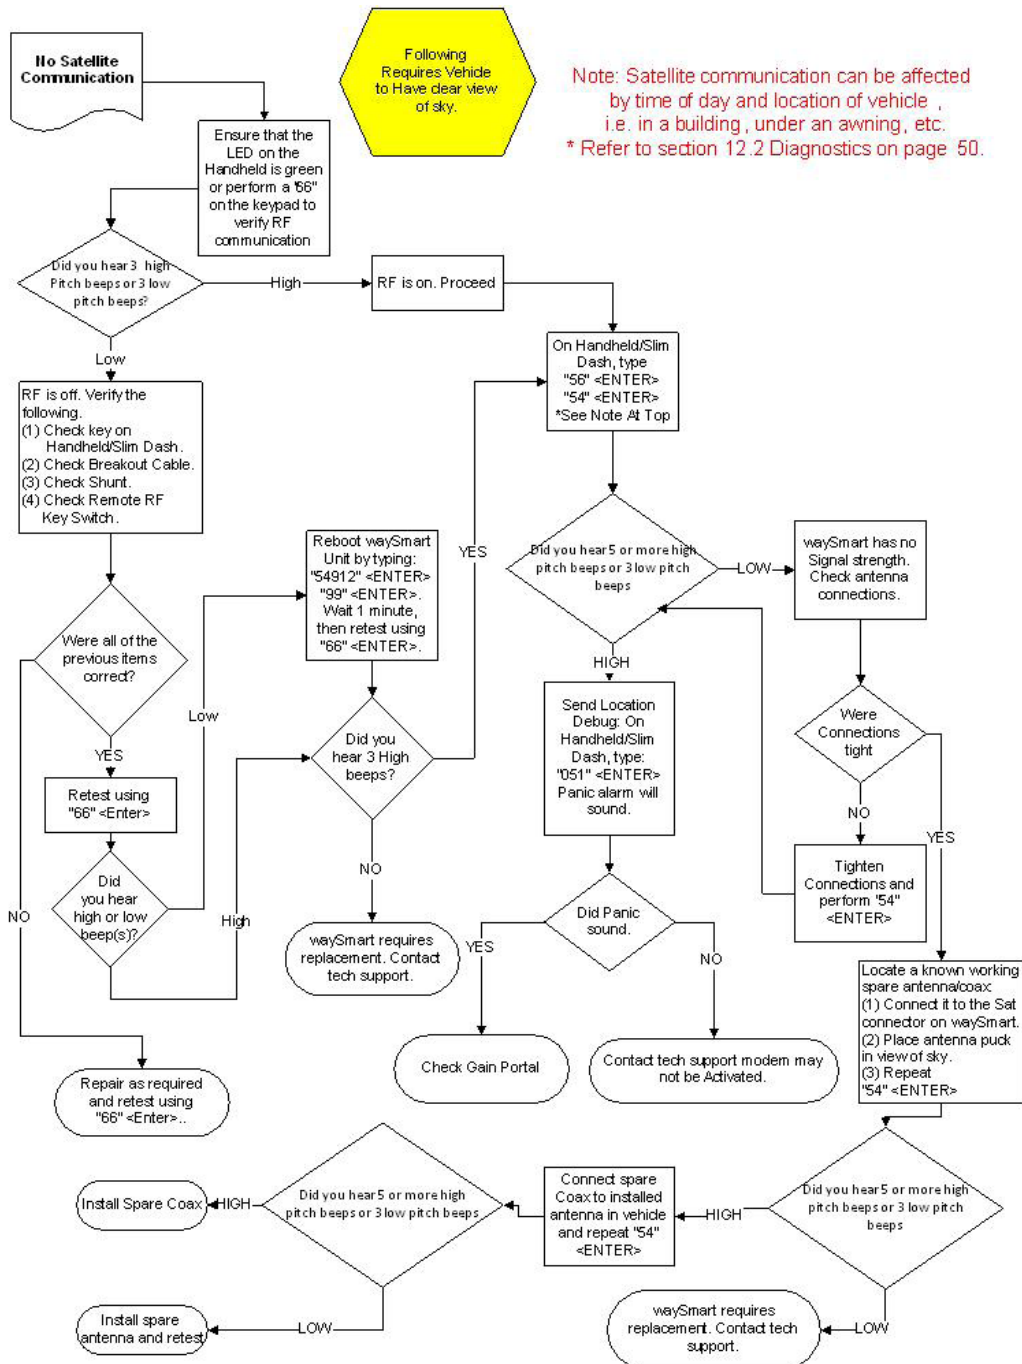 No Satellite
Communication
Following
Requires Vehicle
to Have clear view
of sky.
Note: Satellite communication can be affected
by time of day and location of vehicle ,
i.e. in a building, under an awning, etc.
* Refer to section 12.2 Diagnostics on page 50.
Ensure that the
LED on the
Handheld is green
or perform a "66"
on the keypad to
verify RF
communication
Did you hear 3 high
Pitch beeps or 3 low
pitch beeps?
High
RF is on. Proceed
Low
On Handheld/Slim
Dash, type
"56" <ENTER>
"54" <ENTER>
*See Note At Top
RF is off. Verify the
following.
(1) Check key on
Handheld/Slim Dash.
(2) Check Breakout Cable.
(3) Check Shunt.
(4) Check Remote RF
Key Switch.
Reboot waySmart
Unit by typing:
"54912" <ENTER>
"99" <ENTER>.
Wait 1 minute,
then retest using
"66" <ENTER>.
YES
Did you hear 5 or more high
pitch beeps or 3 low pitch
beeps
LOW
waySmart has no
Signal strength.
Check antenna
connections.
Were all of the
previous items
correct?
HIGH
Low
Send Location
Debug: On
Handheld/Slim
Dash, type:
"051" <ENTER>
Panic alarm will
sound.
Were
Connections
tight
Did you
hear 3 High
beeps?
YES
Retest using
"66" <Enter>
NO
YES
Did
you hear
high or low
beep(s)?
NO
High
NO
Tighten
Connections and
perform "54"
<ENTER>
Did Panic
sound.
waySmart requires
replacement. Contact
tech support.
YES
NO
Locate a known working
spare antenna/coax
(1) Connect it to the Sat
connector on waySmart.
(2) Place antenna puck
in view of sky.
(3) Repeat
"54" <ENTER>
Check Gain Portal
Contact tech support modem may
not be Activated.
Repair as required
and retest using
"66" <Enter>..
Install Spare Coax
HIGH
Did you hear 5 or more high
pitch beeps or 3 low pitch beeps
Connect spare
Coax to installed
antenna in vehicle
and repeat "54"
<ENTER>
HIGH
Did you hear 5 or more high
pitch beeps or 3 low pitch
beeps
Install spare
antenna and retest
LOW
waySmart requires
replacement. Contact tech
support.
LOW